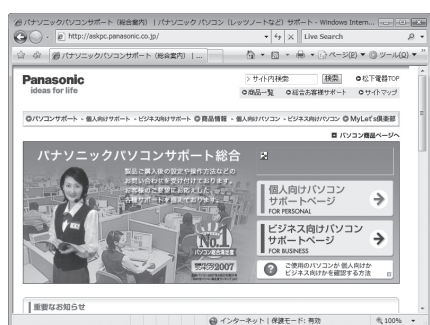 パナソニックパソコンサポート（総合案内） | パナソニック パソコン（レッツノートなど）サポート - Windows Intern...
http://askpc.panasonic.co.jp/
Live Search
パナソニックパソコンサポート（総合案内） | ...
ページ(P)
ツール(O)
Panasonic
ideas for life
> サイト内検索
検索
松下電器TOP
商品一覧
総合お客様サポート
サイトマップ
パソコンサポート・個人向けサポート・ビジネス向けサポート 商品情報・個人向けパソコン・ビジネス向けパソコン MyLet's倶楽部
パソコン商品ページへ
パナソニックパソコンサポート総合
製品ご購入後の設定や操作方法などの
お問い合わせを受け付けております。
お客様のご要望にお応えした
各種サポートを揃えております。
No.1
パソコン総合満足度
2007
個人向けパソコン
サポートページ
FOR PERSONAL
ビジネス向けパソコン
サポートページ
FOR BUSINESS
ご使用のパソコンが個人向けか
ビジネス向けかを確認する方法
重要なお知らせ
インターネット | 保護モード: 有効
100%